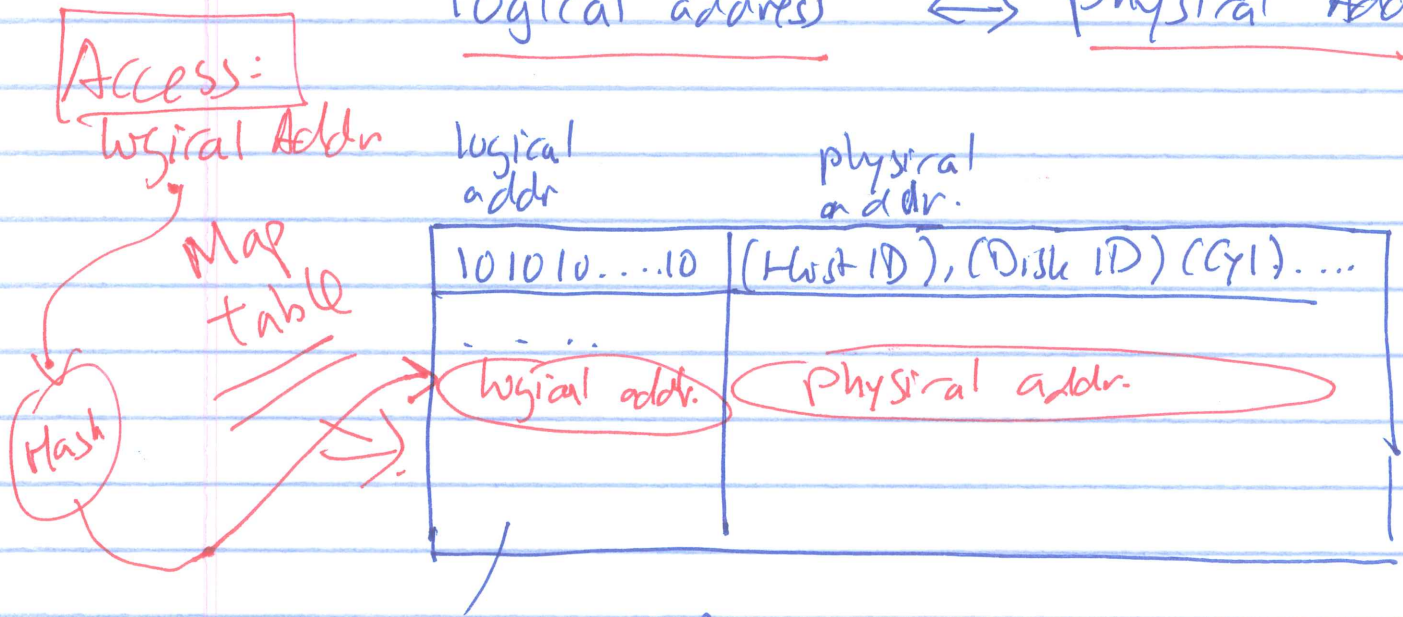 logical address <-> physical Add
Access:
logical Addr
logical
addr
physical
addr.
Map
table
101010....10 (Host ID), (Disk ID) (Cyl)....
. . . .
logical addr. physical addr.
Hash